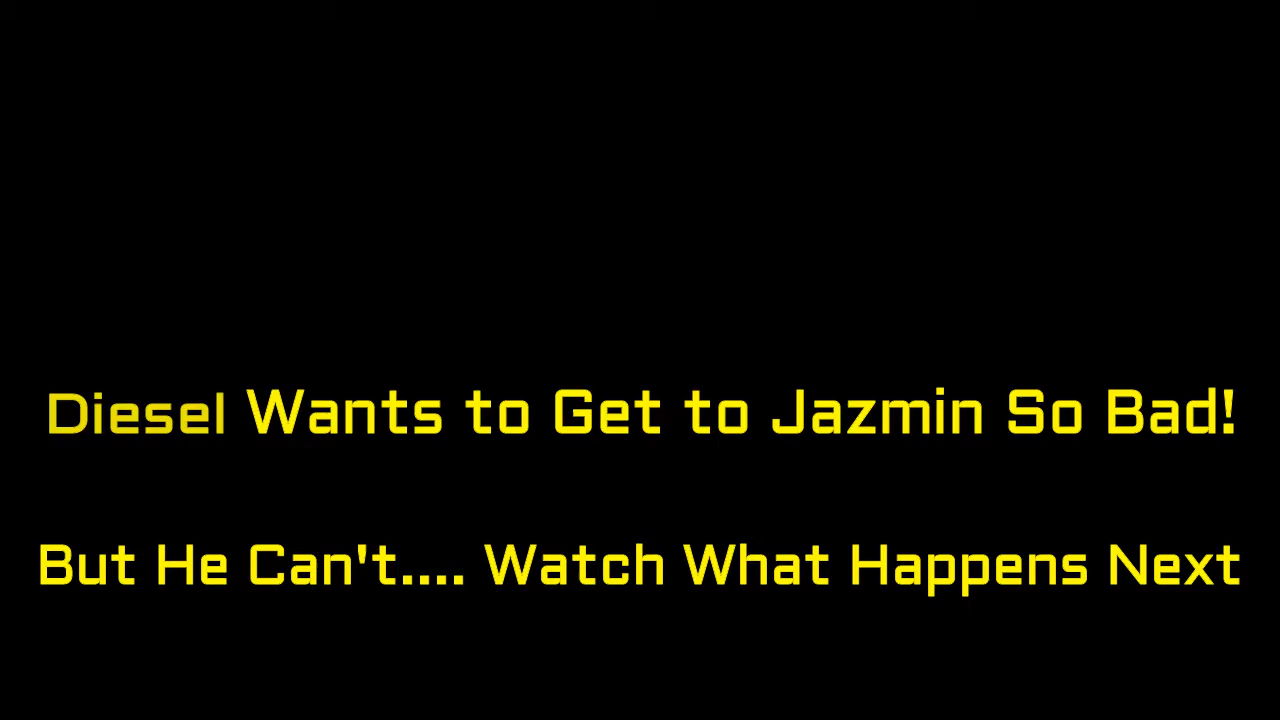 Diesel Wants to Get to Jazmin So Bad!
But He Can't.... Watch What Happens Next